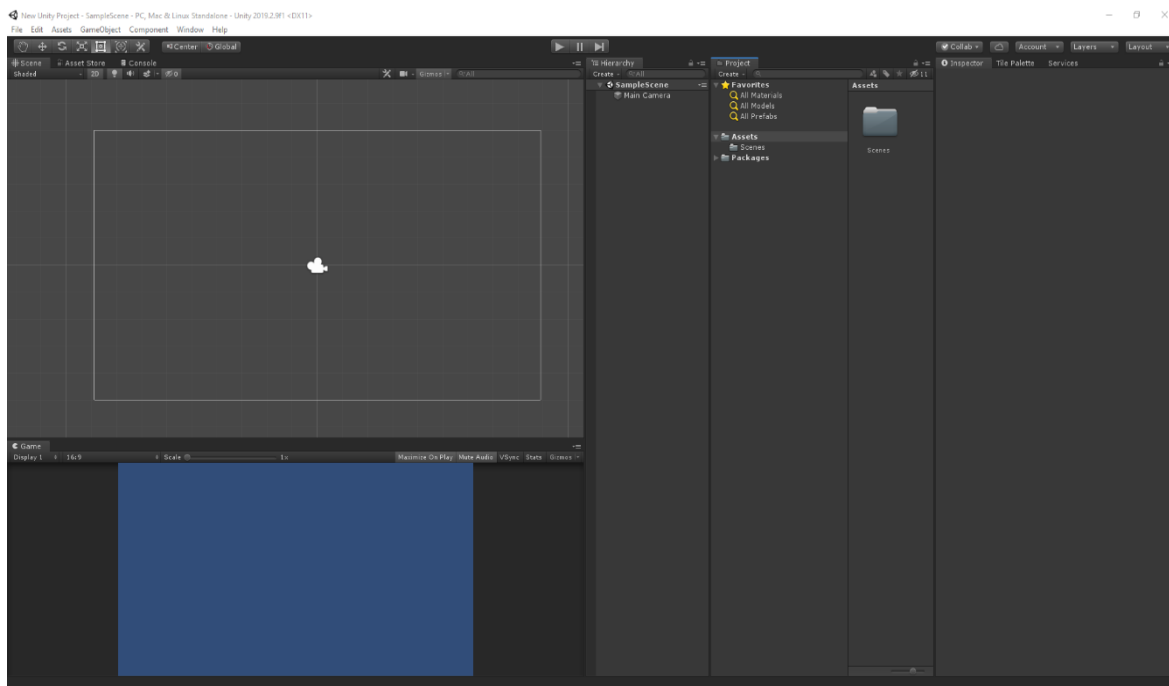 New Unity Project - SampleScene - PC, Mac & Linux Standalone - Unity 2019.2.9f1 <DX11>
File Edit Assets GameObject Component Window Help
Center Global
Collab Account Layers Layout
Scene Asset Store Console
Shaded 2D 0 Gizmos All
Game
Display 1 16:9 Scale 1x Maximize On Play Mute Audio VSync Stats Gizmos
Hierarchy
Create All
SampleScene
Main Camera
Project
Create 11
Favorites
All Materials
All Models
All Prefabs
Assets
Scenes
Packages
Assets
Scenes
Inspector Tile Palette Services